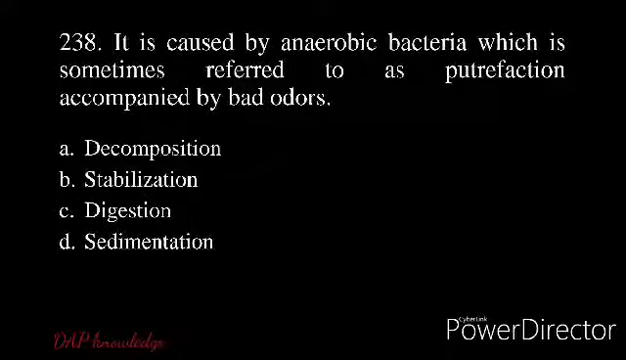 238. It is caused by anaerobic bacteria which is
sometimes referred to as putrefaction
accompanied by bad odors.
a. Decomposition
b. Stabilization
c. Digestion
d. Sedimentation
DAP knowledge
CyberLink
PowerDirector